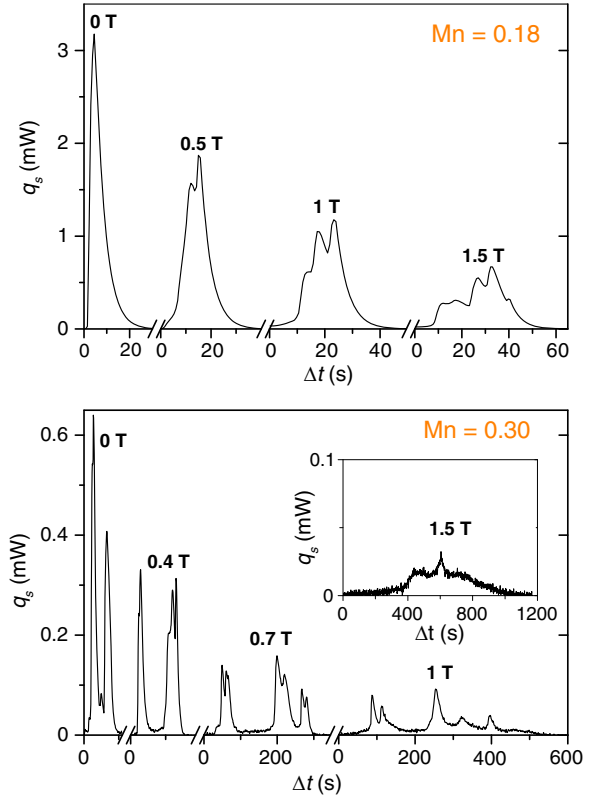 Mn = 0.18
0 T
0.5 T
1 T
1.5 T
3
2
1
0
q_s (mW)
0 20 0 15 30 0 20 40 0 20 40 60
Δt (s)
Mn = 0.30
0 T
0.4 T
0.7 T
1 T
0.6
0.4
0.2
0
q_s (mW)
0 0 0 200 0 200 400 600
Δt (s)
0.1
0
q_s (mW)
1.5 T
0 400 800 1200
Δt (s)